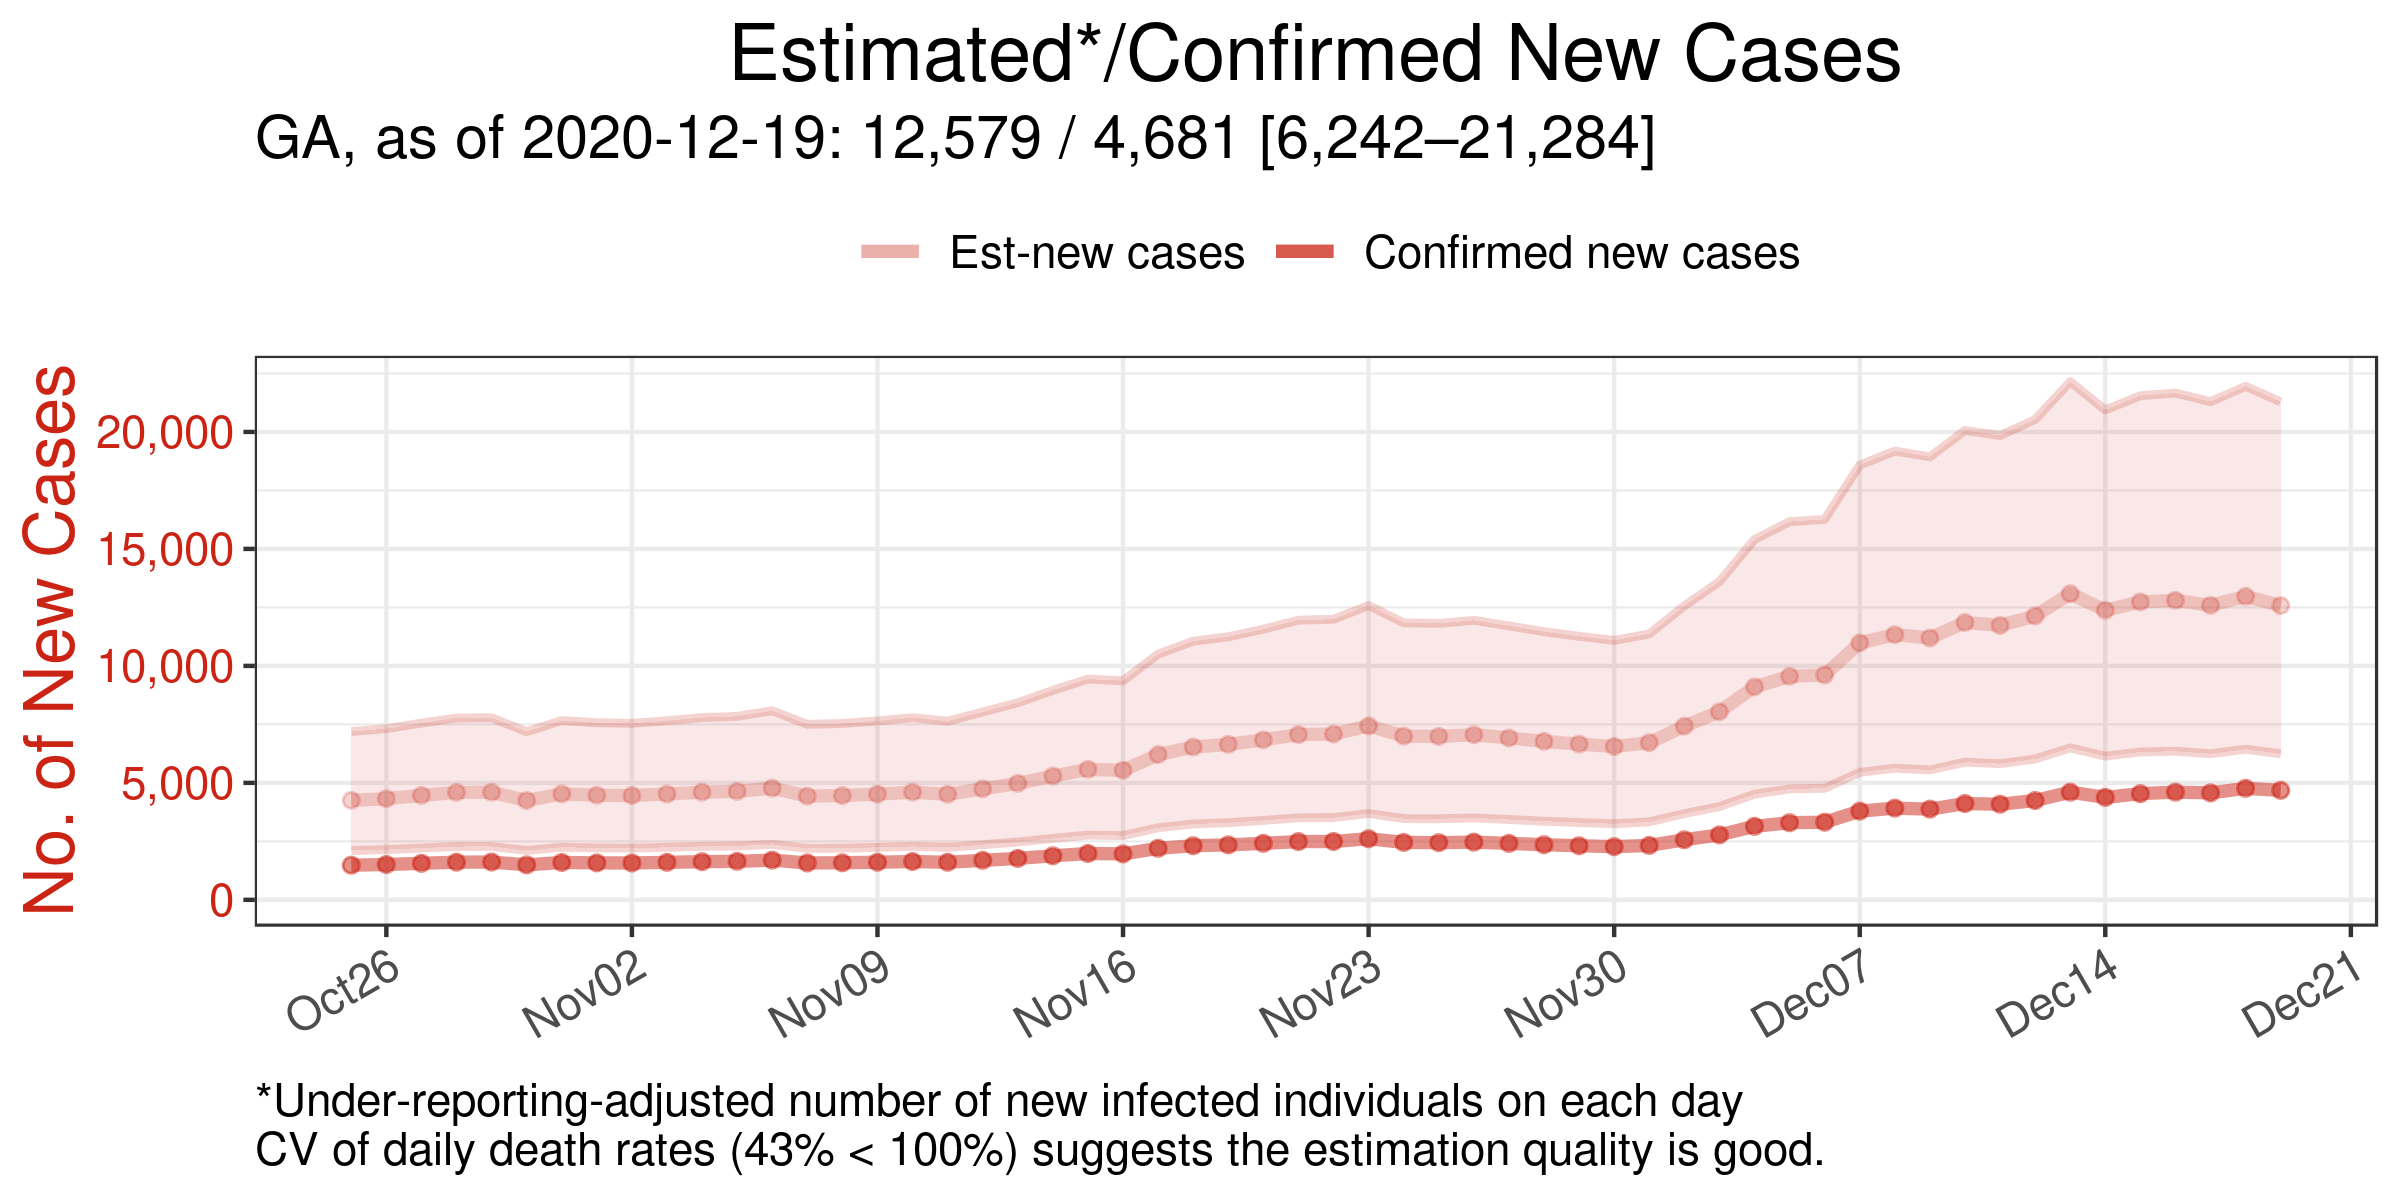 Estimated*/Confirmed New Cases
GA, as of 2020-12-19: 12,579 / 4,681 [6,242–21,284]
Est-new cases
Confirmed new cases
No. of New Cases
20,000
15,000
10,000
5,000
0
Oct26
Nov02
Nov09
Nov16
Nov23
Nov30
Dec07
Dec14
Dec21
*Under-reporting-adjusted number of new infected individuals on each day
CV of daily death rates (43% < 100%) suggests the estimation quality is good.